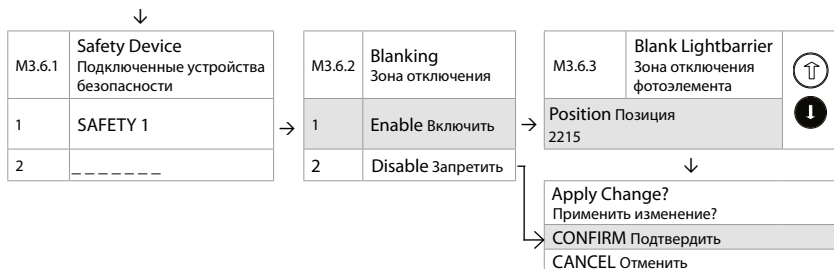 M3.6.1
Safety Device
Подключенные устройства
безопасности
1
SAFETY 1
2
_ _ _ _ _ _ _
M3.6.2
Blanking
Зона отключения
1
Enable Включить
2
Disable Запретить
M3.6.3
Blank Lightbarrier
Зона отключения
фотоэлемента
Position Позиция
2215
Apply Change?
Применить изменение?
CONFIRM Подтвердить
CANCEL Отменить